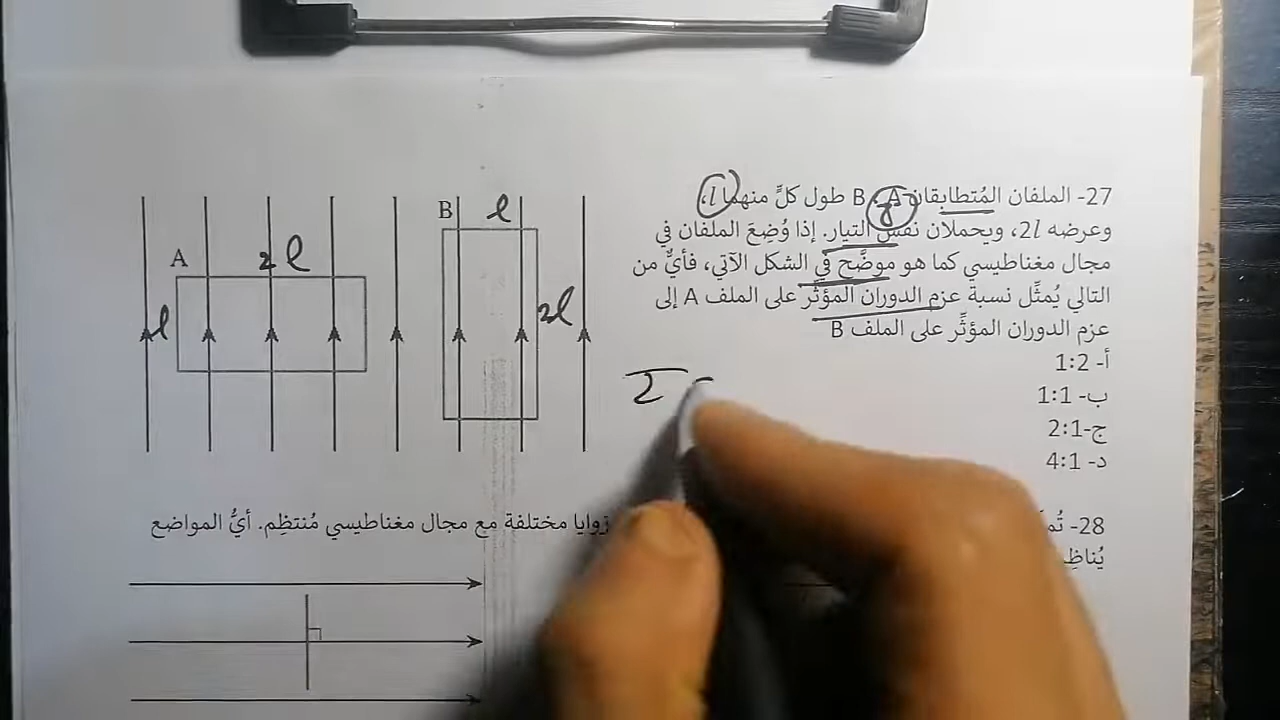 27- الملفان المُتطابقان A، B طول كلٍّ منهما l،
وعرضه 2l، ويحملان نفس التيار. إذا وُضِعَ الملفان في
مجال مغناطيسي كما هو موضَّح في الشكل الآتي، فأيٌّ من
التالي يُمثِّل نسبة عزم الدوران المؤثِّر على الملف A إلى
عزم الدوران المؤثِّر على الملف B
أ- 1:2
ب- 1:1
ج- 2:1
د- 4:1
A
2l
l
B
l
2l
28-
زوايا مختلفة مع مجال مغناطيسي مُنتظِم. أيُّ المواضع